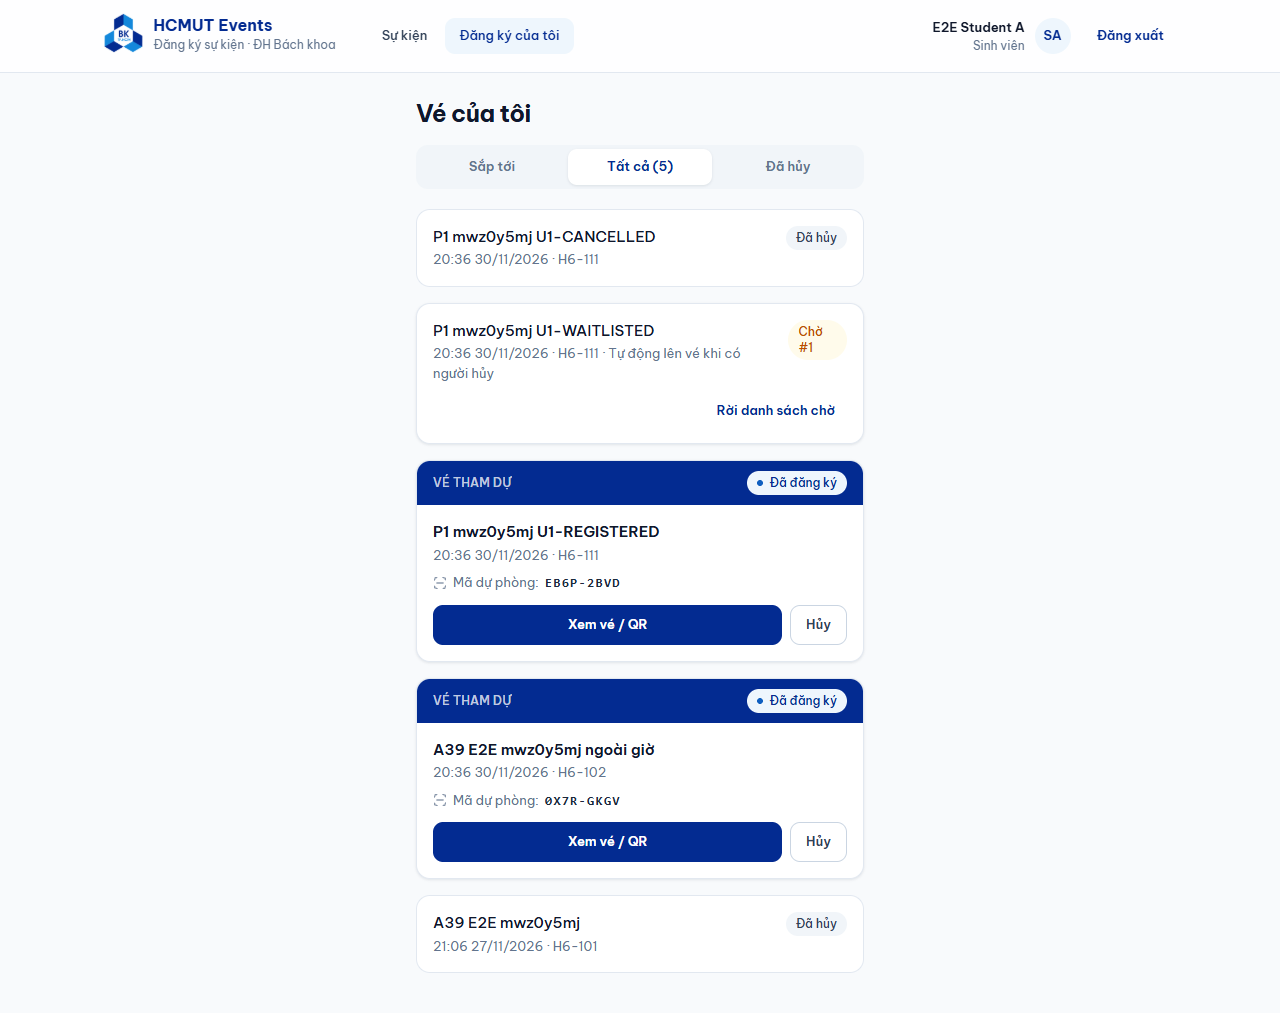 BK
HCMUT Events
Đăng ký sự kiện · ĐH Bách khoa
Sự kiện
Đăng ký của tôi
E2E Student A
Sinh viên
SA
Đăng xuất
Vé của tôi
Sắp tới
Tất cả (5)
Đã hủy
P1 mwz0y5mj U1-CANCELLED
Đã hủy
20:36 30/11/2026 · H6-111
P1 mwz0y5mj U1-WAITLISTED
Chờ
#1
20:36 30/11/2026 · H6-111 · Tự động lên vé khi có
người hủy
Rời danh sách chờ
VÉ THAM DỰ
Đã đăng ký
P1 mwz0y5mj U1-REGISTERED
20:36 30/11/2026 · H6-111
Mã dự phòng: EB6P-2BVD
Xem vé / QR
Hủy
VÉ THAM DỰ
Đã đăng ký
A39 E2E mwz0y5mj ngoài giờ
20:36 30/11/2026 · H6-102
Mã dự phòng: 0X7R-GKGV
Xem vé / QR
Hủy
A39 E2E mwz0y5mj
Đã hủy
21:06 27/11/2026 · H6-101